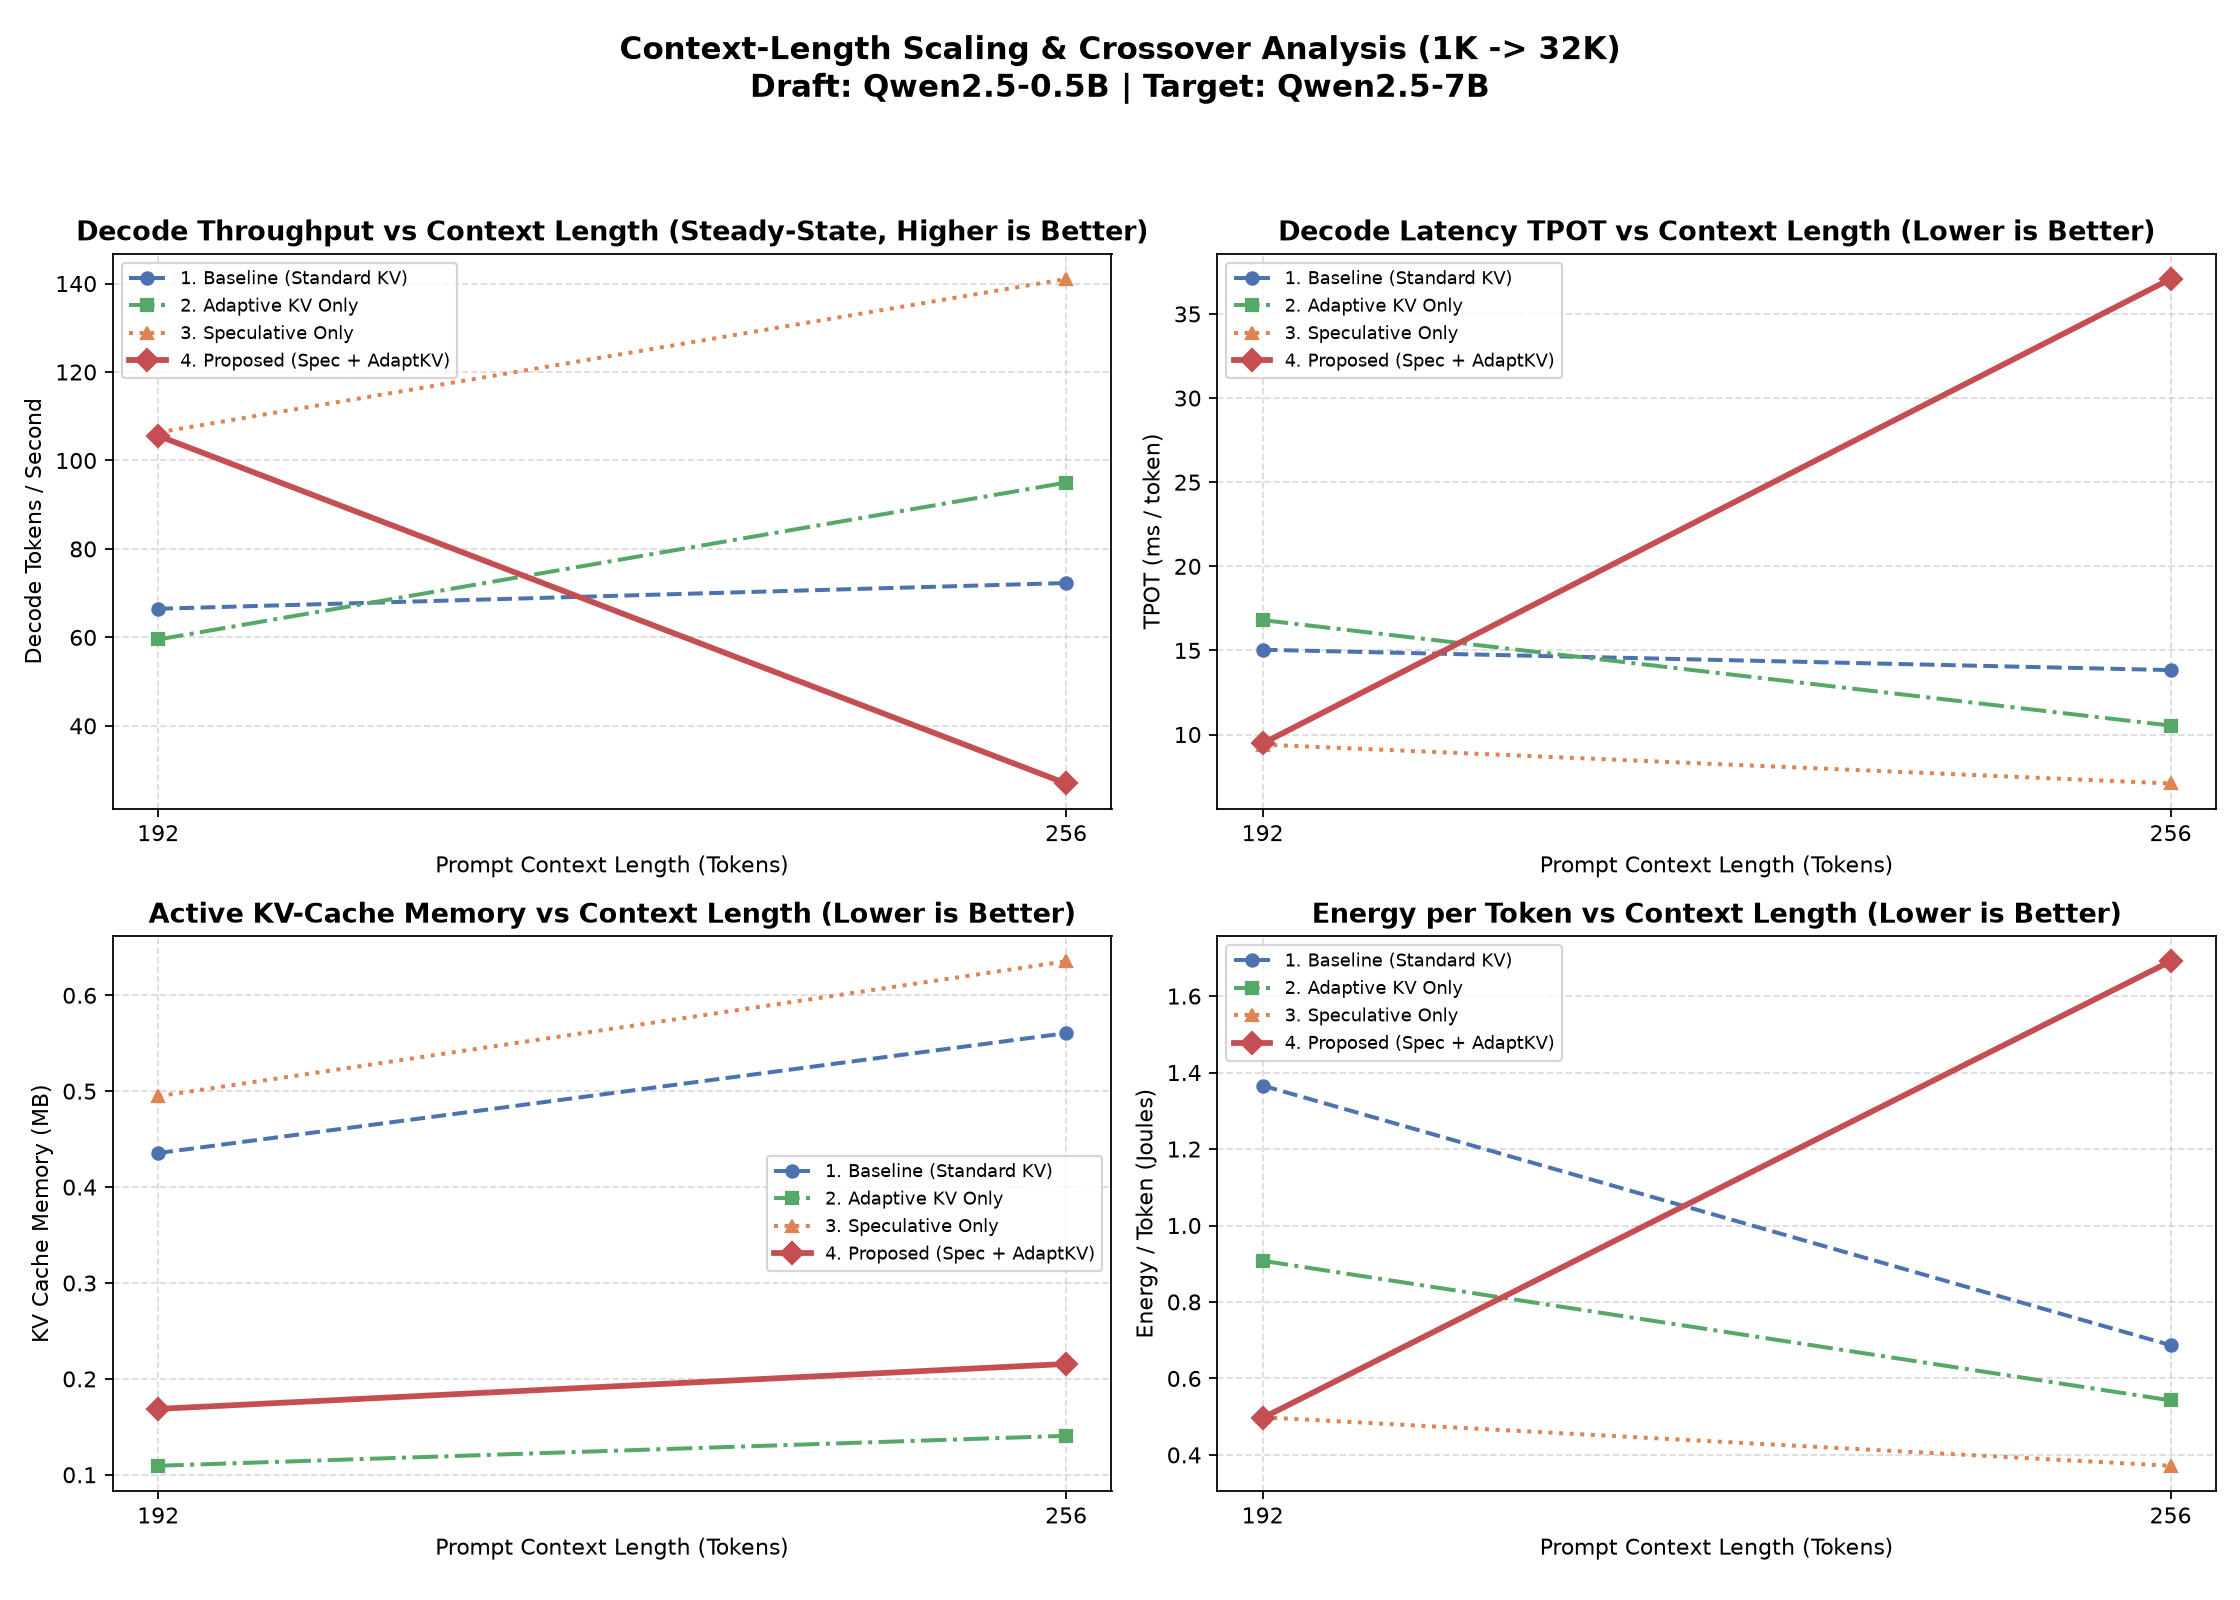 Context-Length Scaling & Crossover Analysis (1K -> 32K)
Draft: Qwen2.5-0.5B | Target: Qwen2.5-7B
Decode Throughput vs Context Length (Steady-State, Higher is Better)
1. Baseline (Standard KV)
2. Adaptive KV Only
3. Speculative Only
4. Proposed (Spec + AdaptKV)
Decode Tokens / Second
140
120
100
80
60
40
192
256
Prompt Context Length (Tokens)
Decode Latency TPOT vs Context Length (Lower is Better)
1. Baseline (Standard KV)
2. Adaptive KV Only
3. Speculative Only
4. Proposed (Spec + AdaptKV)
TPOT (ms / token)
35
30
25
20
15
10
192
256
Prompt Context Length (Tokens)
Active KV-Cache Memory vs Context Length (Lower is Better)
KV Cache Memory (MB)
0.6
0.5
0.4
0.3
0.2
0.1
1. Baseline (Standard KV)
2. Adaptive KV Only
3. Speculative Only
4. Proposed (Spec + AdaptKV)
192
256
Prompt Context Length (Tokens)
Energy per Token vs Context Length (Lower is Better)
1. Baseline (Standard KV)
2. Adaptive KV Only
3. Speculative Only
4. Proposed (Spec + AdaptKV)
Energy / Token (Joules)
1.6
1.4
1.2
1.0
0.8
0.6
0.4
192
256
Prompt Context Length (Tokens)